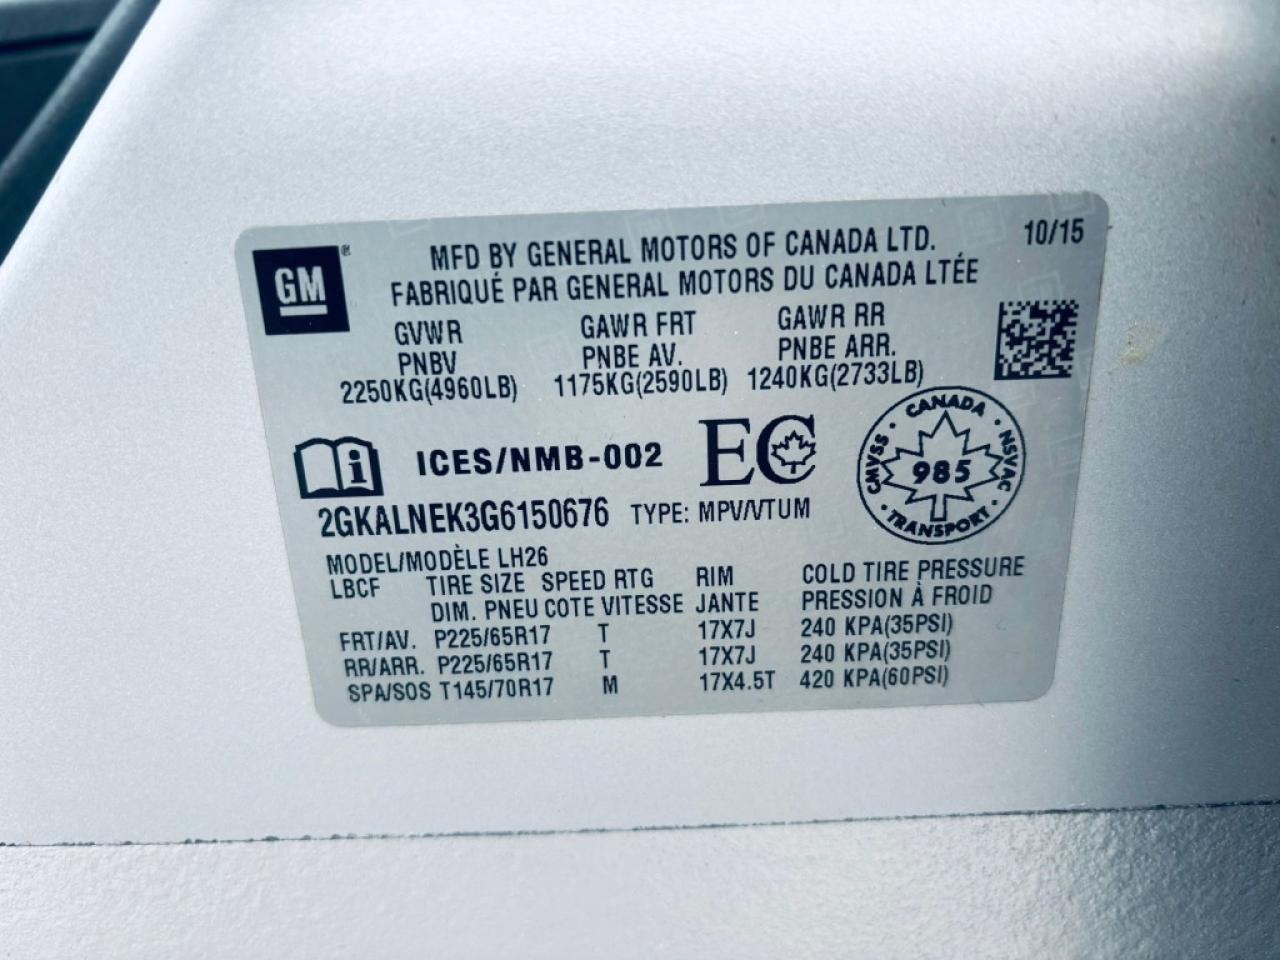 GM ®
10/15
MFD BY GENERAL MOTORS OF CANADA LTD.
FABRIQUÉ PAR GENERAL MOTORS DU CANADA LTÉE
GVWR GAWR FRT GAWR RR
PNBV PNBE AV. PNBE ARR.
2250KG(4960LB) 1175KG(2590LB) 1240KG(2733LB)
ICES/NMB-002 EC
CANADA · NSVAC · TRANSPORT · CMVSS ·
985
2GKALNEK3G6150676 TYPE: MPV/VTUM
MODEL/MODÈLE LH26
LBCF TIRE SIZE SPEED RTG RIM COLD TIRE PRESSURE
DIM. PNEU COTE VITESSE JANTE PRESSION À FROID
FRT/AV. P225/65R17 T 17X7J 240 KPA(35PSI)
RR/ARR. P225/65R17 T 17X7J 240 KPA(35PSI)
SPA/SOS T145/70R17 M 17X4.5T 420 KPA(60PSI)